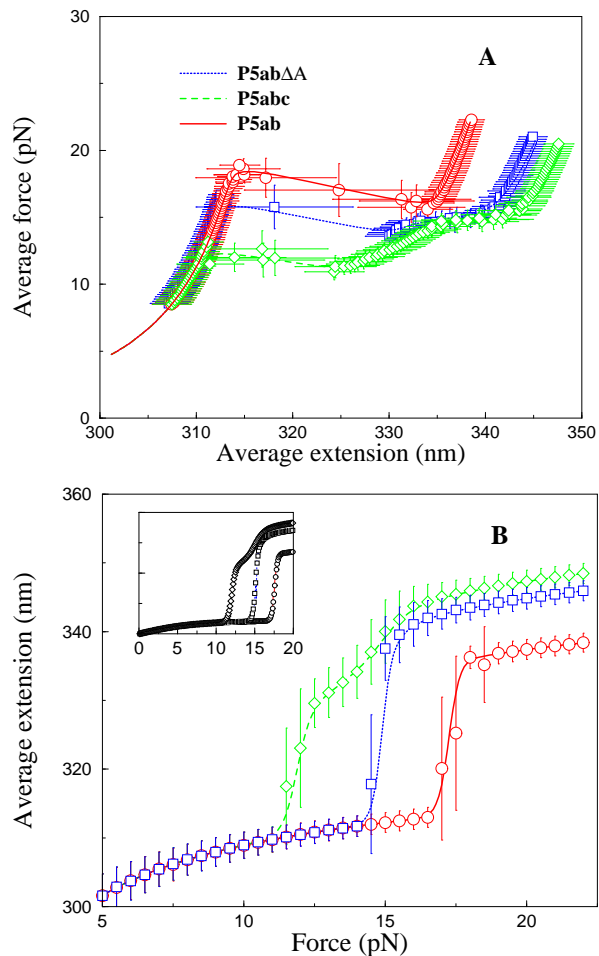 30
20
10
0
Average force (pN)
A
P5abΔA
P5abc
P5ab
300 310 320 330 340 350
Average extension (nm)
360
340
320
300
Average extension (nm)
B
0 5 10 15 20
5 10 15 20
Force (pN)